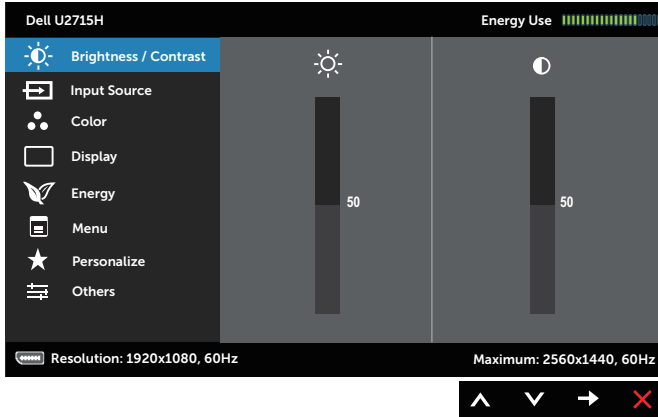 Dell U2715H
Energy Use
Brightness / Contrast
Input Source
Color
Display
Energy
Menu
Personalize
Others
50
50
Resolution: 1920x1080, 60Hz
Maximum: 2560x1440, 60Hz